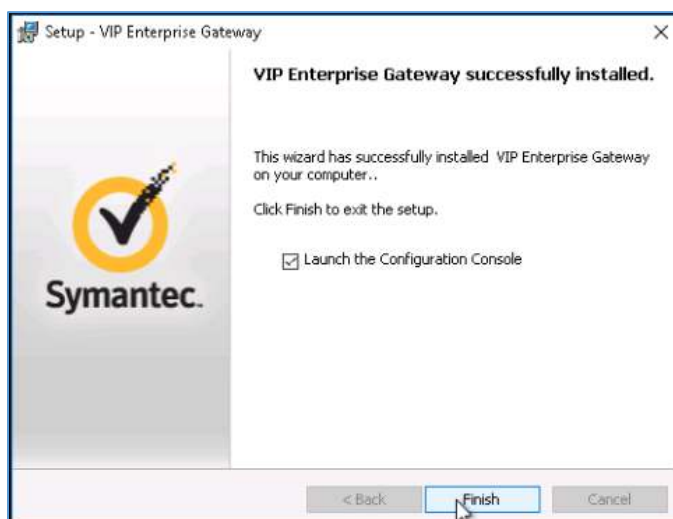 Setup - VIP Enterprise Gateway
VIP Enterprise Gateway successfully installed.
This wizard has successfully installed VIP Enterprise Gateway
on your computer..
Click Finish to exit the setup.
Launch the Configuration Console
Symantec.
< Back
Finish
Cancel